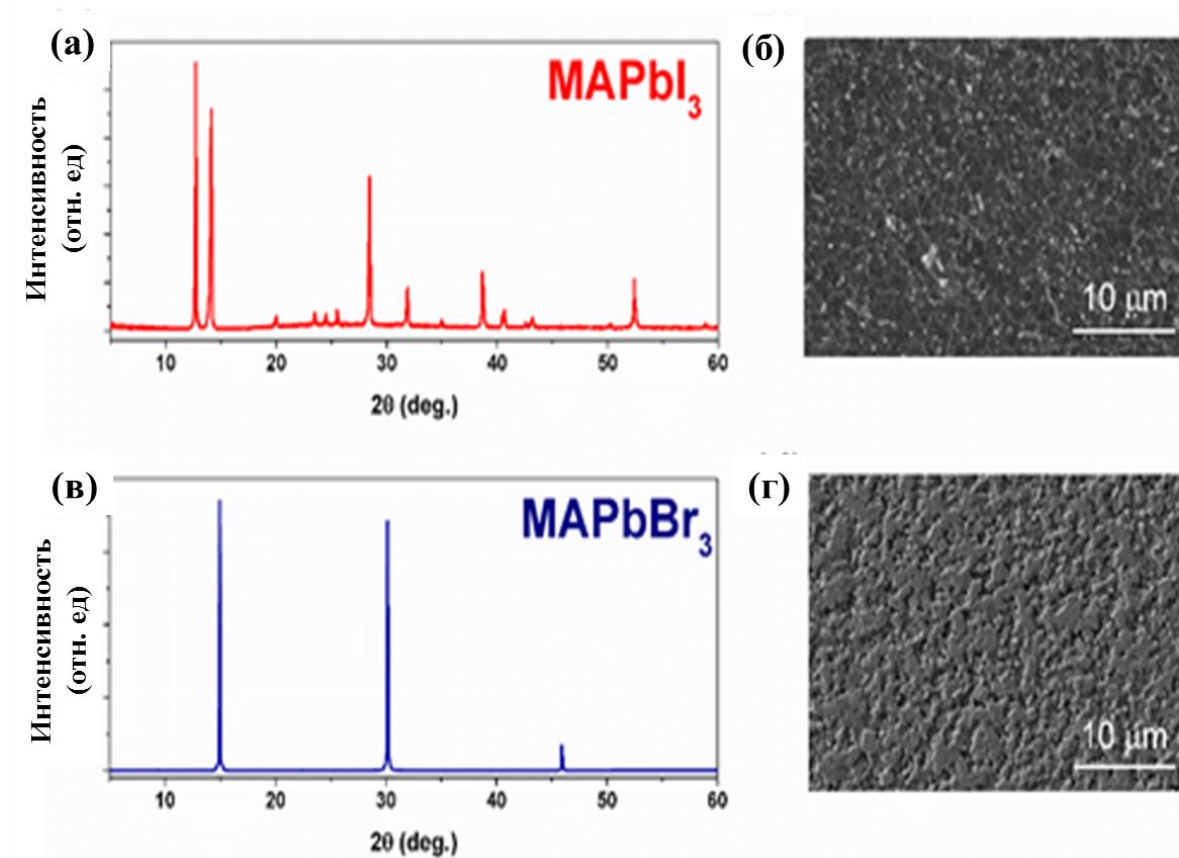 (а)
Интенсивность
(отн. ед)
MAPbI₃
10 20 30 40 50 60
2θ (deg.)
(б)
10 μm
(в)
Интенсивность
(отн. ед)
MAPbBr₃
10 20 30 40 50 60
2θ (deg.)
(г)
10 μm